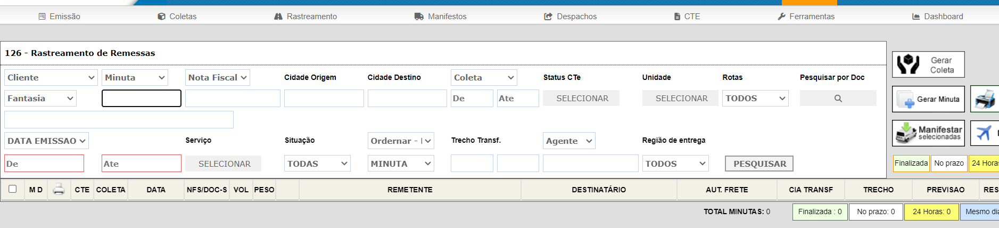 Emissão Coletas Rastreamento Manifestos Despachos CTE Ferramentas Dashboard
126 - Rastreamento de Remessas
Cliente Minuta Nota Fiscal Cidade Origem Cidade Destino Coleta Status CTe Unidade Rotas Pesquisar por Doc
Fantasia De Ate SELECIONAR SELECIONAR TODOS
DATA EMISSAO Serviço Situação Ordernar - Trecho Transf. Agente Região de entrega
De Ate SELECIONAR TODAS MINUTA TODOS PESQUISAR
Gerar
Coleta
Gerar Minuta
Manifestar
selecionadas
Finalizada No prazo 24 Horas
M D CTE COLETA DATA NFS/DOC-S VOL PESO REMETENTE DESTINATÁRIO AUT. FRETE CIA TRANSF TRECHO PREVISAO RES
TOTAL MINUTAS: 0 Finalizada : 0 No prazo: 0 24 Horas: 0 Mesmo dia